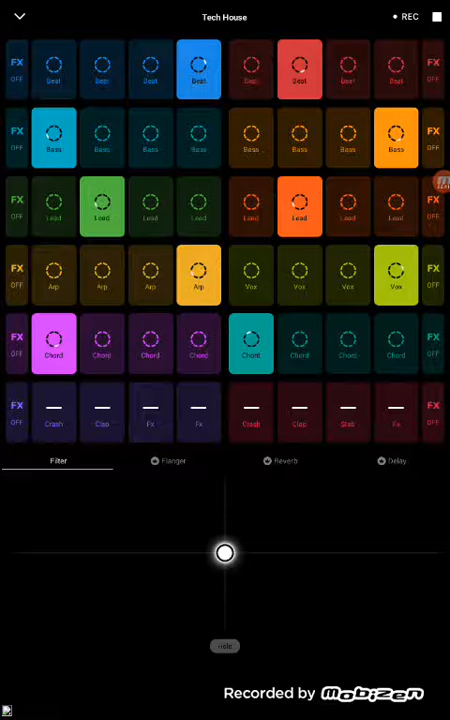 Tech House
REC
FX Beat Beat Beat Beat Beat Beat Beat Beat FX
OFF OFF
FX Bass Bass Bass Bass Bass Bass Bass Bass FX
OFF OFF
FX Lead Lead Lead Lead Lead Lead Lead Lead FX
OFF OFF
FX Arp Arp Arp Arp Vox Vox Vox Vox FX
OFF OFF
FX Chord Chord Chord Chord Chord Chord Chord Chord FX
OFF OFF
FX Crash Clap Fx Fx Crash Clap Stab Fx FX
OFF OFF
Filter Flanger Reverb Delay
Hold
Recorded by Mobizen